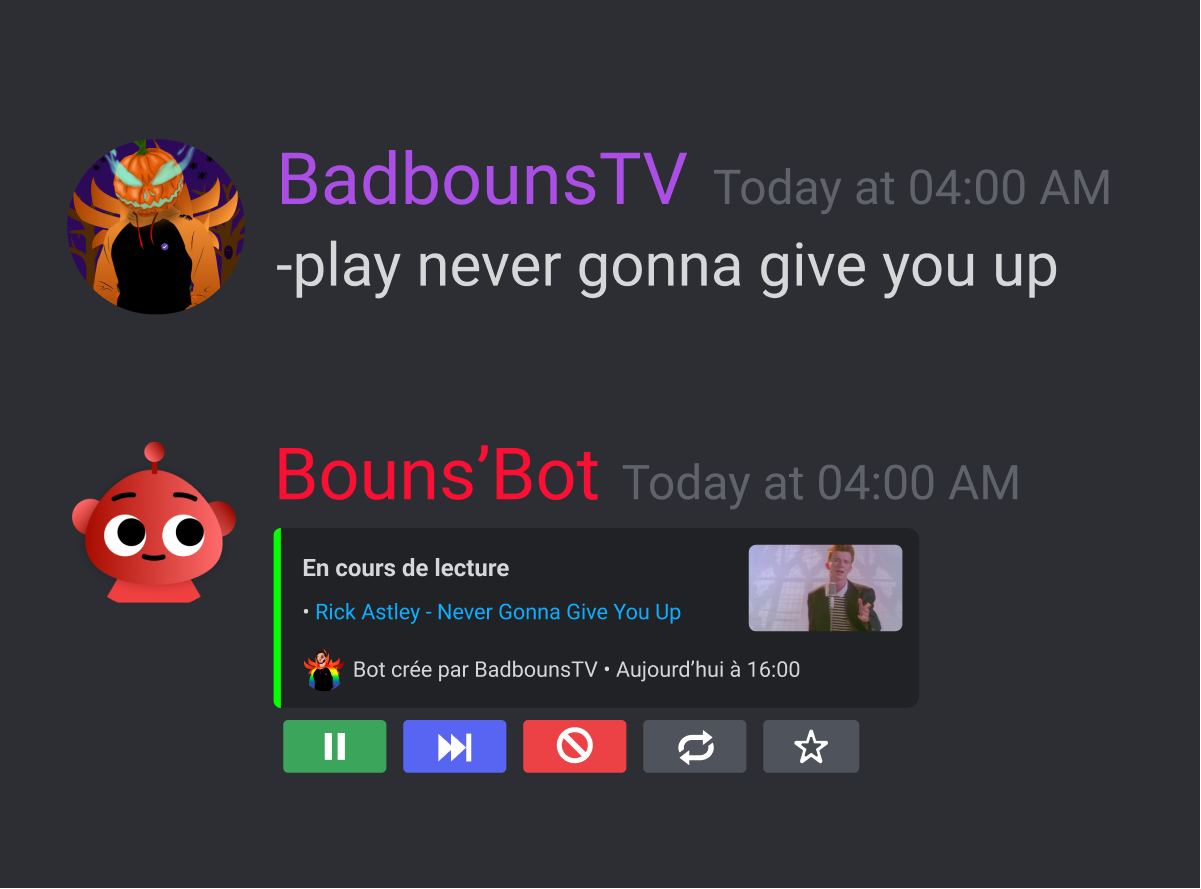 BadbounsTV Today at 04:00 AM
-play never gonna give you up
Bouns’Bot Today at 04:00 AM
En cours de lecture
• Rick Astley - Never Gonna Give You Up
Bot crée par BadbounsTV • Aujourd’hui à 16:00